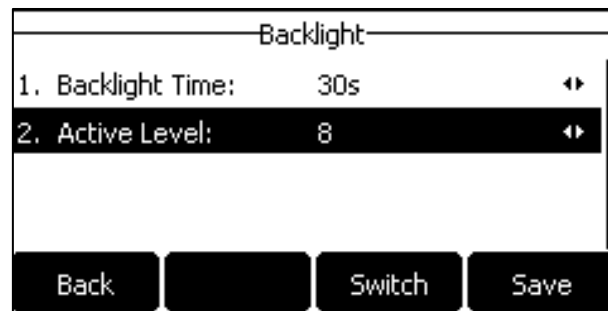 Backlight
1. Backlight Time: 30s
2. Active Level: 8
Back Switch Save